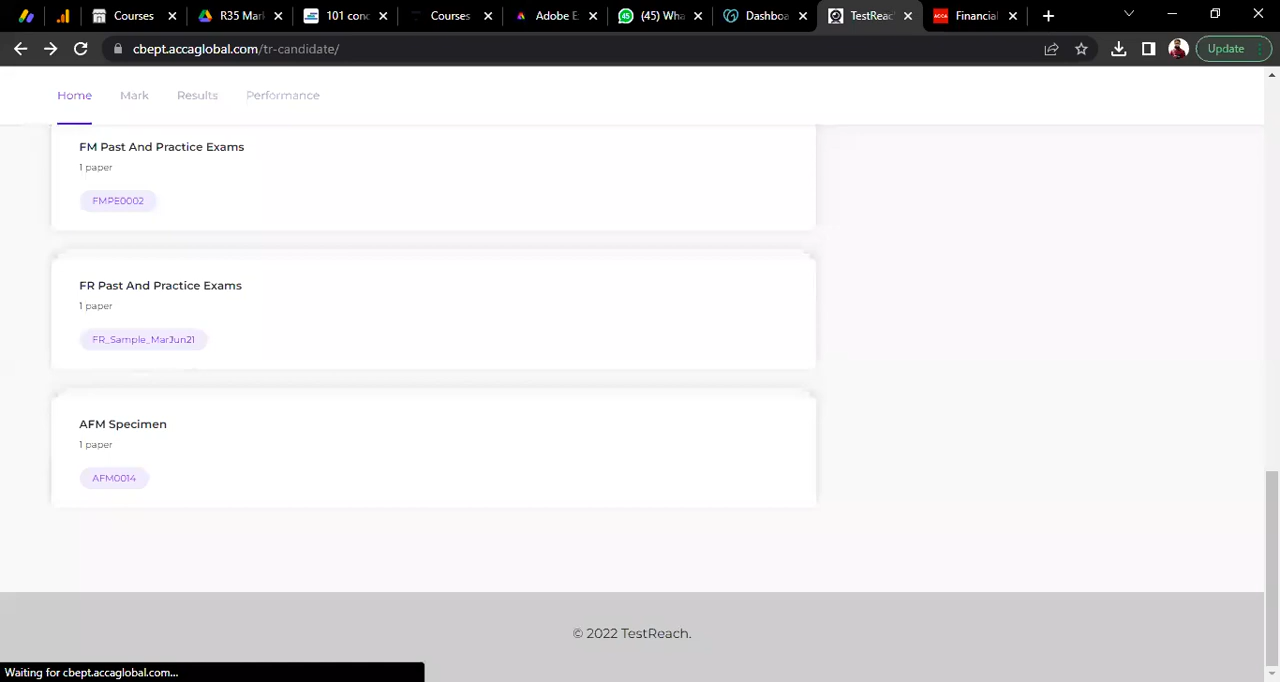 Courses
R35 Mark
101 conc
Courses
Adobe E
(45) Wha
Dashboa
TestReac
Financial
cbept.accaglobal.com/tr-candidate/
Update
Home
Mark
Results
Performance
FM Past And Practice Exams
1 paper
FMPE0002
FR Past And Practice Exams
1 paper
FR_Sample_MarJun21
AFM Specimen
1 paper
AFM0014
© 2022 TestReach.
Waiting for cbept.accaglobal.com...